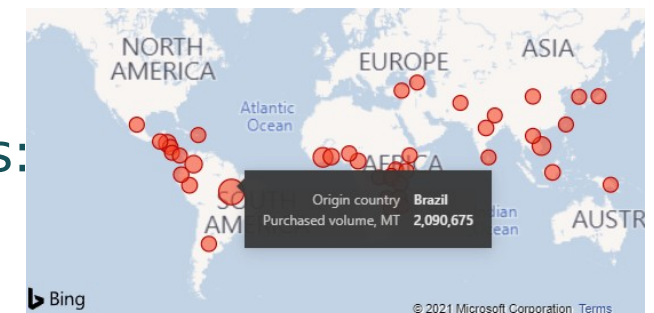 s:
NORTH
AMERICA
EUROPE
ASIA
Atlantic
Ocean
AFRICA
Origin country Brazil
Purchased volume, MT 2,090,675
SOUTH
AM
dian
ean
AUSTR
Bing
© 2021 Microsoft Corporation Terms